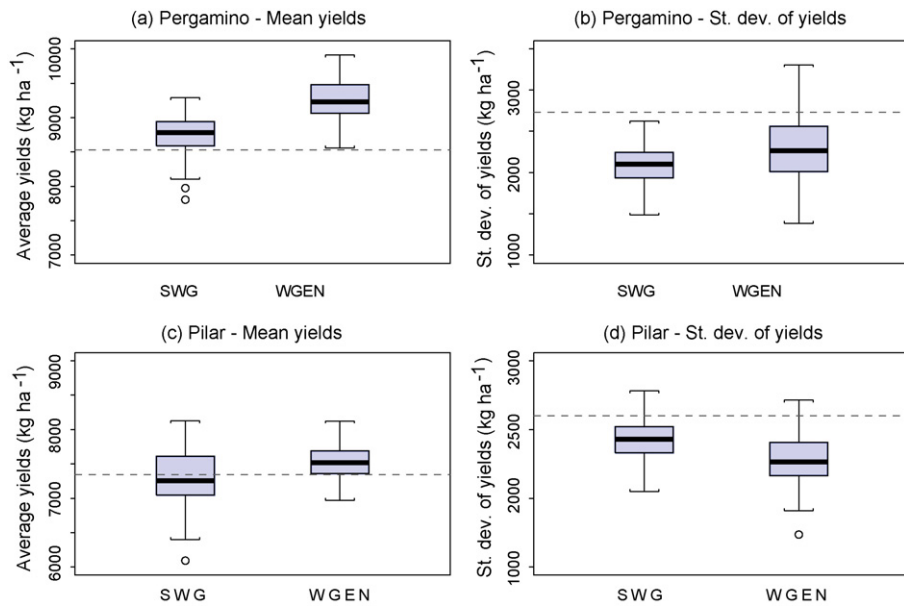 (a) Pergamino - Mean yields
Average yields (kg ha -1)
10000
9000
8000
7000
SWG WGEN
(b) Pergamino - St. dev. of yields
St. dev. of yields (kg ha -1)
3000
2000
1000
SWG WGEN
(c) Pilar - Mean yields
Average yields (kg ha -1)
9000
8000
7000
6000
SWG WGEN
(d) Pilar - St. dev. of yields
St. dev. of yields (kg ha -1)
3000
2500
2000
1000
SWG WGEN